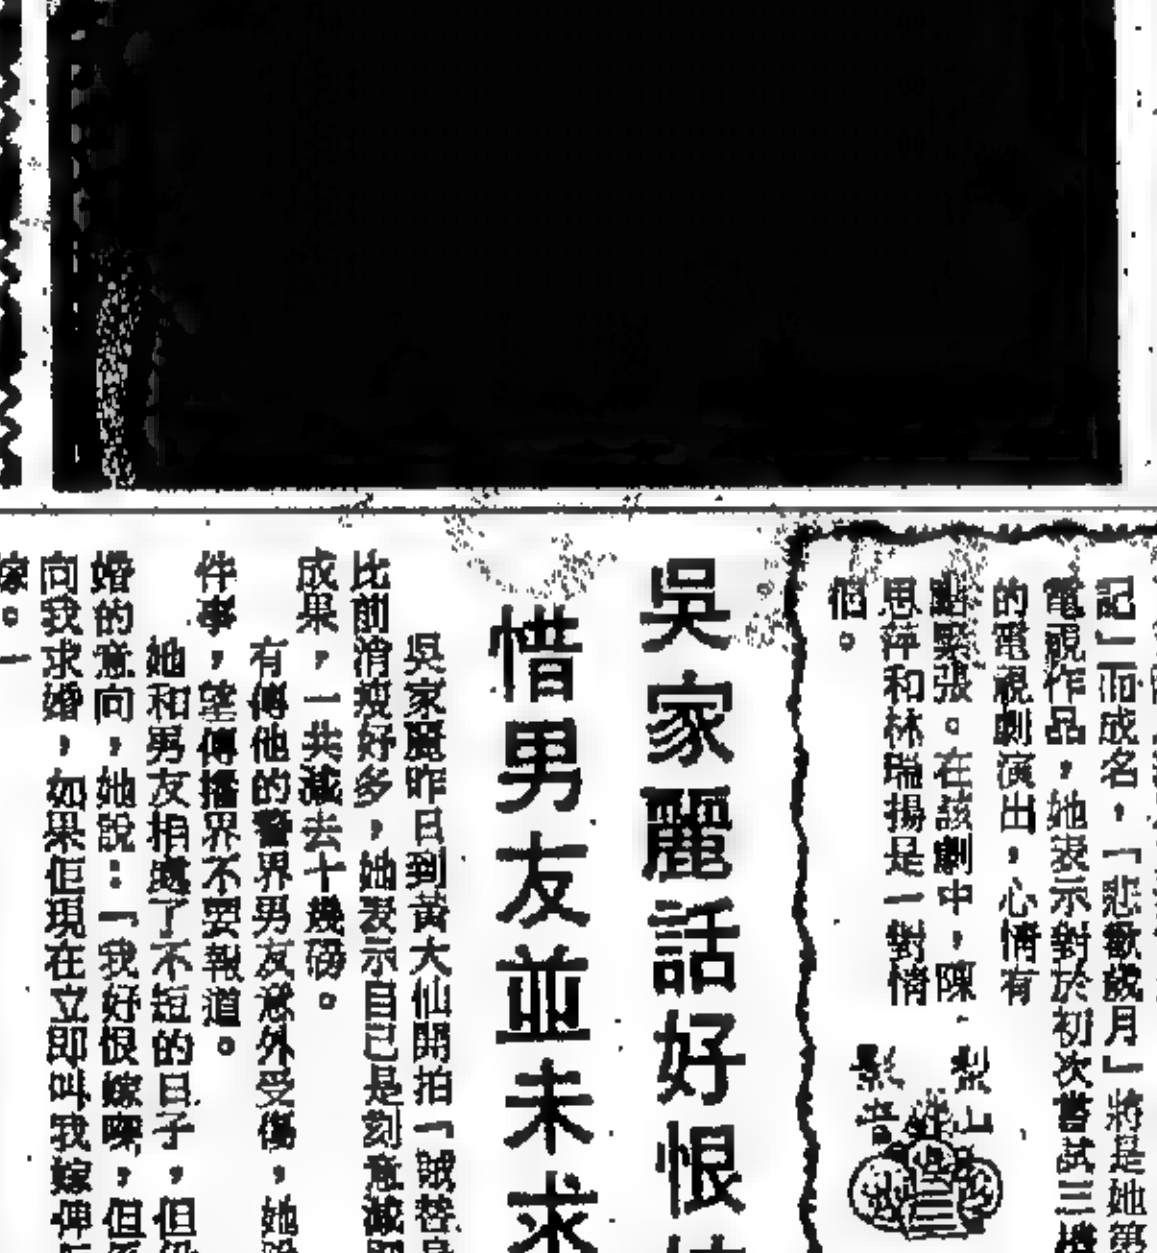 記」而成名，「悲歡歲月」將是她第
電視作品，她表示對於初次嘗試三機
的電視劇演出，心情有
點緊張。在該劇中，陳
思萍和林瑞揚是一對情
侶。
吳家麗話好恨
惜男友並未求
吳家麗昨日到黃大仙開拍「賊替身
比前消瘦好多，她表示自己是刻意減
成果，一共減去十幾磅。
有傳他的警界男友意外受傷，她
件事，望傳播界不要報道。
她和男友相處了不短的日子，但
婚的意向，她說：「我好恨嫁㗎，但係
向我求婚，如果佢現在立即叫我嫁俾
嫁。